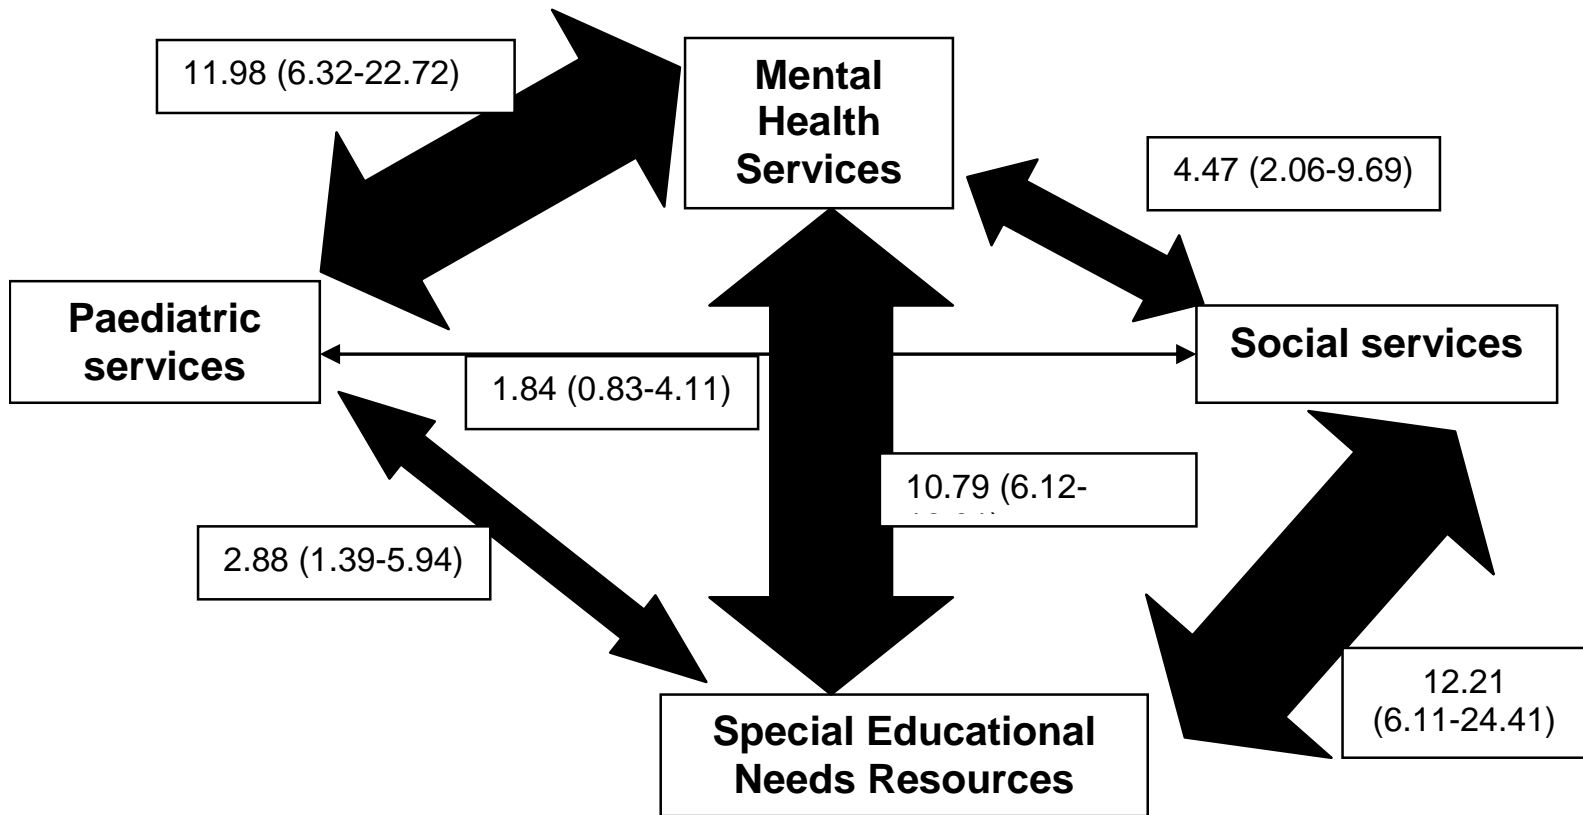 11.98 (6.32-22.72)
Mental
Health
Services
4.47 (2.06-9.69)
Paediatric
services
Social services
1.84 (0.83-4.11)
10.79 (6.12-
2.88 (1.39-5.94)
12.21
(6.11-24.41)
Special Educational
Needs Resources